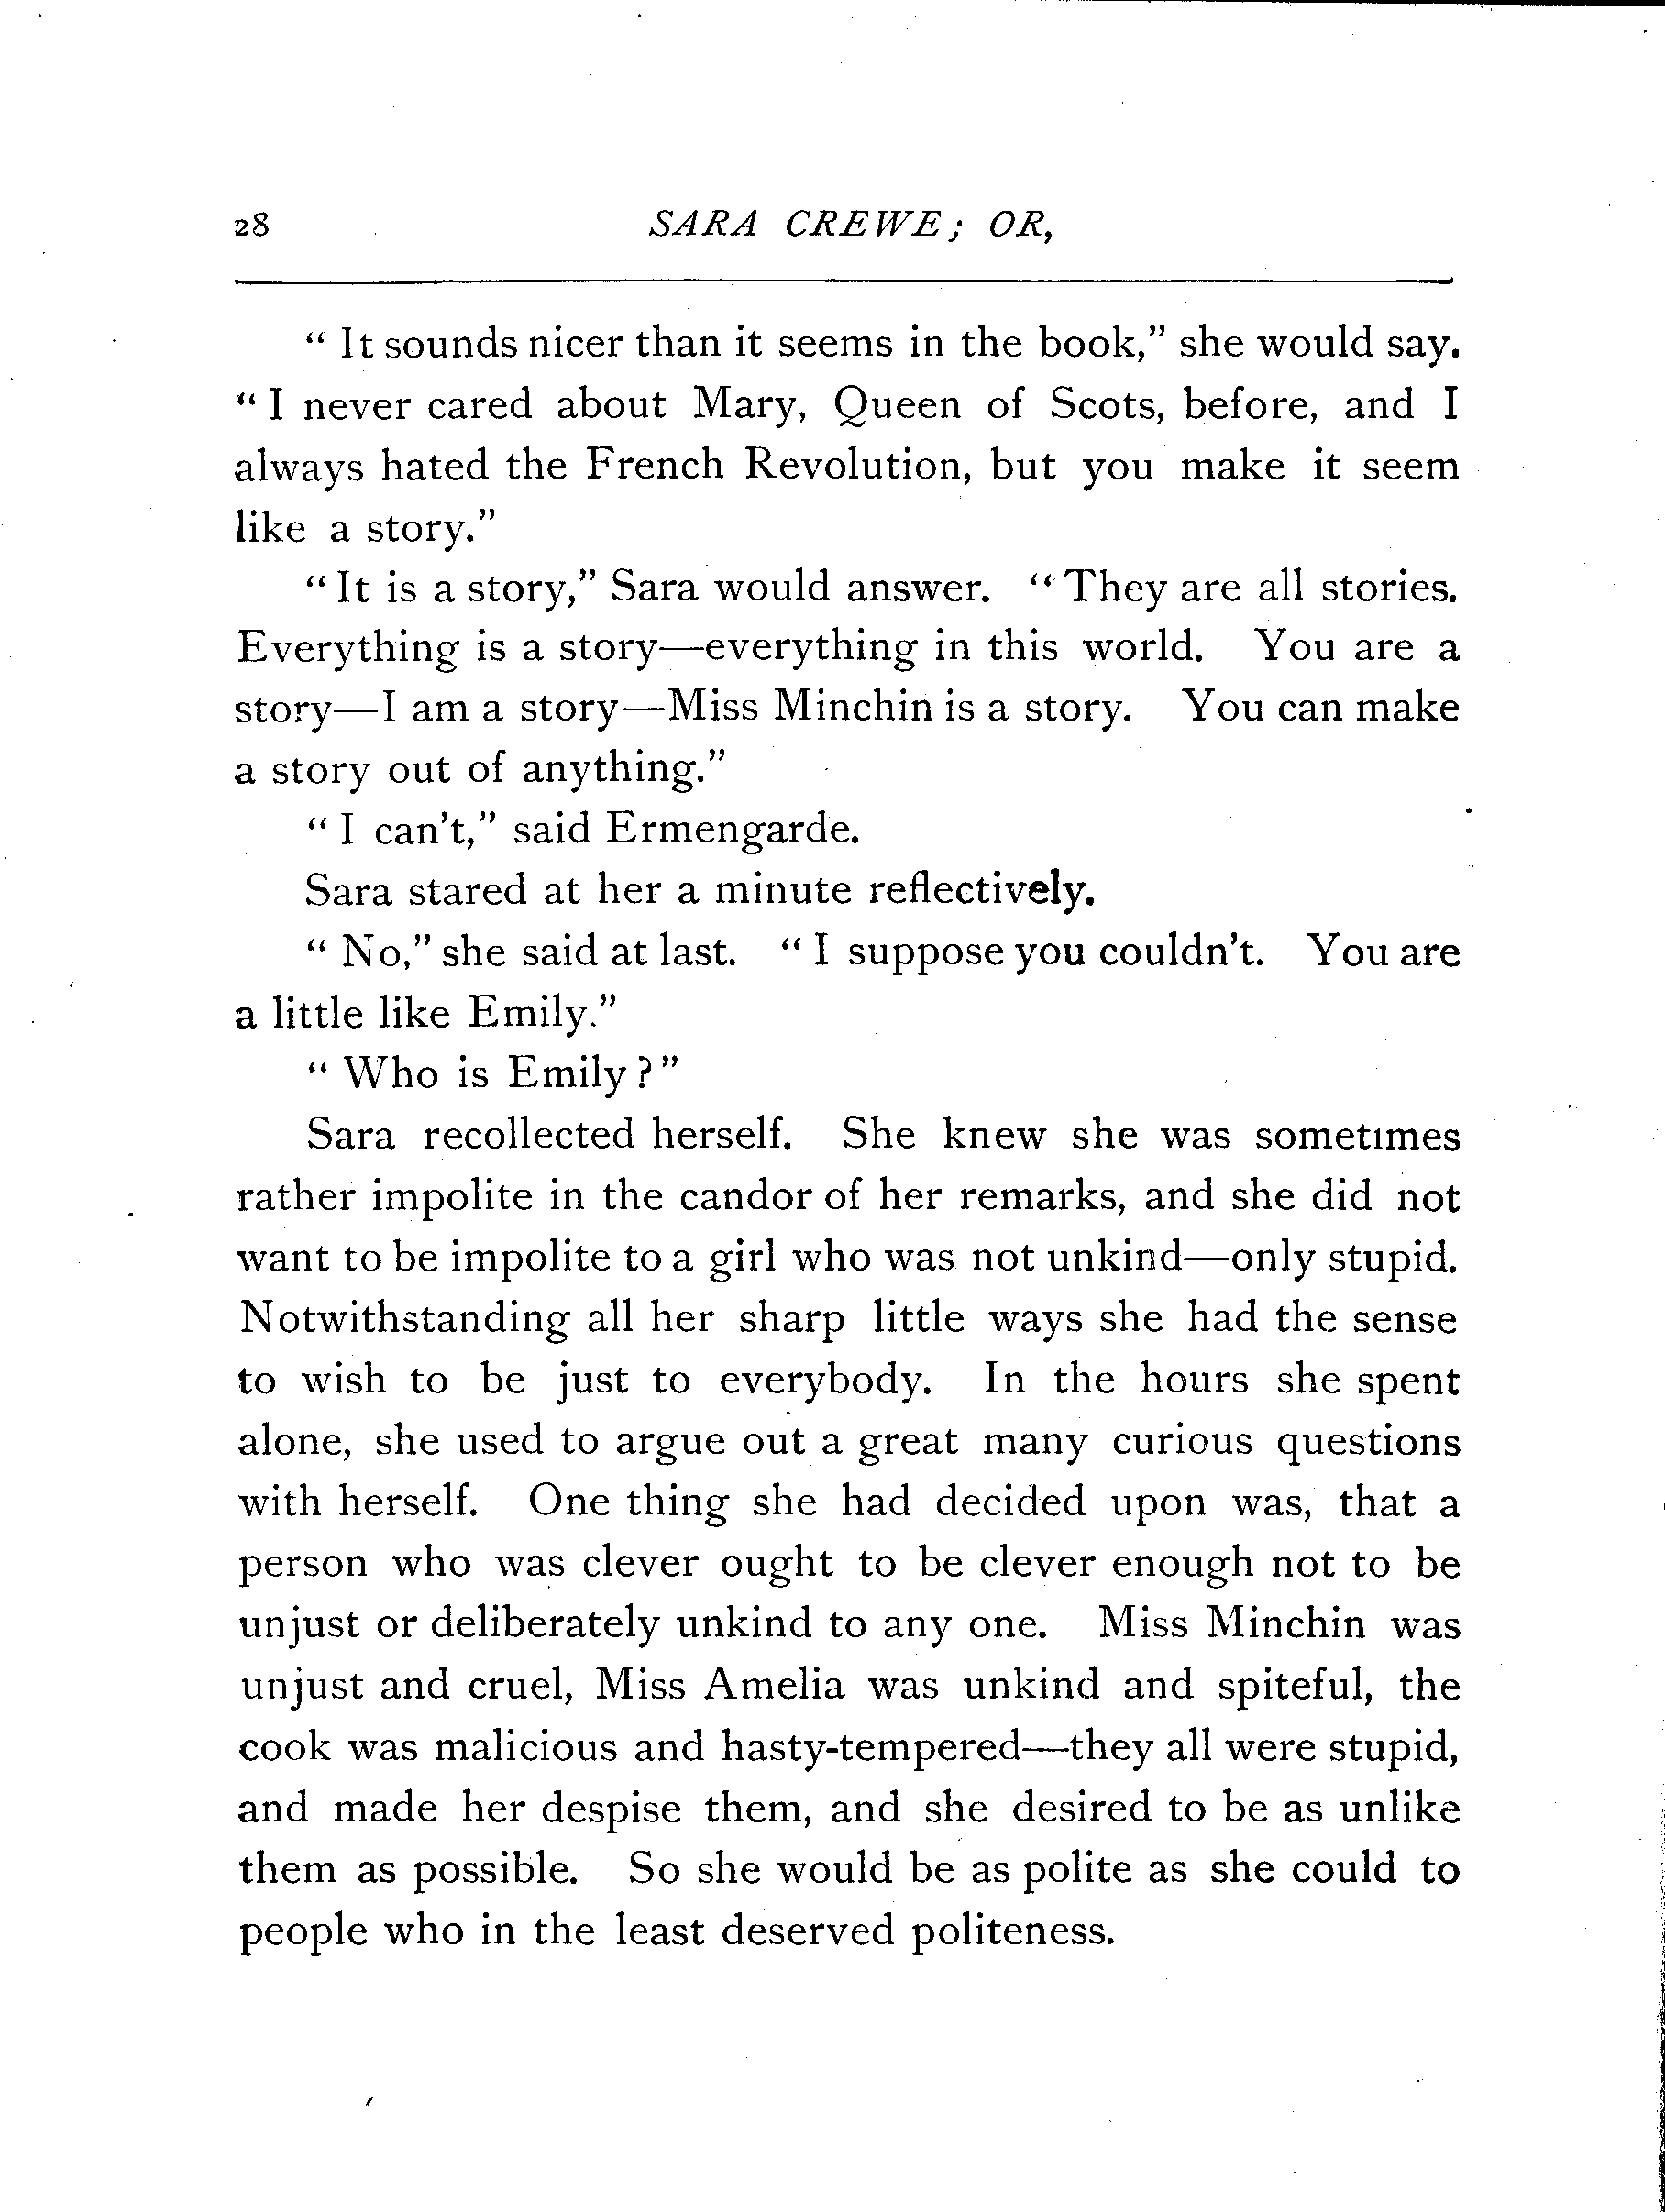 28 SARA CREWE; OR,
" It sounds nicer than it seems in the book," she would say.
" I never cared about Mary, Queen of Scots, before, and I
always hated the French Revolution, but you make it seem
like a story."
" It is a story," Sara would answer. " They are all stories.
Everything is a story—everything in this world. You are a
story—I am a story—Miss Minchin is a story. You can make
a story out of anything."
" I can't," said Ermengarde.
Sara stared at her a minute reflectively.
" No," she said at last. " I suppose you couldn't. You are
a little like Emily."
" Who is Emily ? "
Sara recollected herself. She knew she was sometimes
rather impolite in the candor of her remarks, and she did not
want to be impolite to a girl who was not unkind—only stupid.
Notwithstanding all her sharp little ways she had the sense
to wish to be just to everybody. In the hours she spent
alone, she used to argue out a great many curious questions
with herself. One thing she had decided upon was, that a
person who was clever ought to be clever enough not to be
unjust or deliberately unkind to any one. Miss Minchin was
unjust and cruel, Miss Amelia was unkind and spiteful, the
cook was malicious and hasty-tempered—they all were stupid,
and made her despise them, and she desired to be as unlike
them as possible. So she would be as polite as she could to
people who in the least deserved politeness.